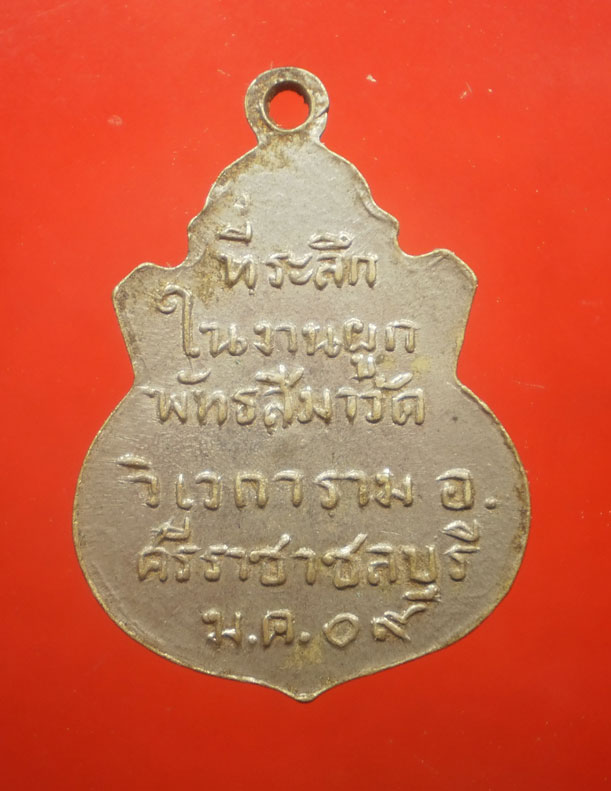 ที่ระลึก
ในงานผูก
พัทธสีมาวัด
วิเวการาม อ.
ศรีราชาชลบุรี
ม.ค.๐๙